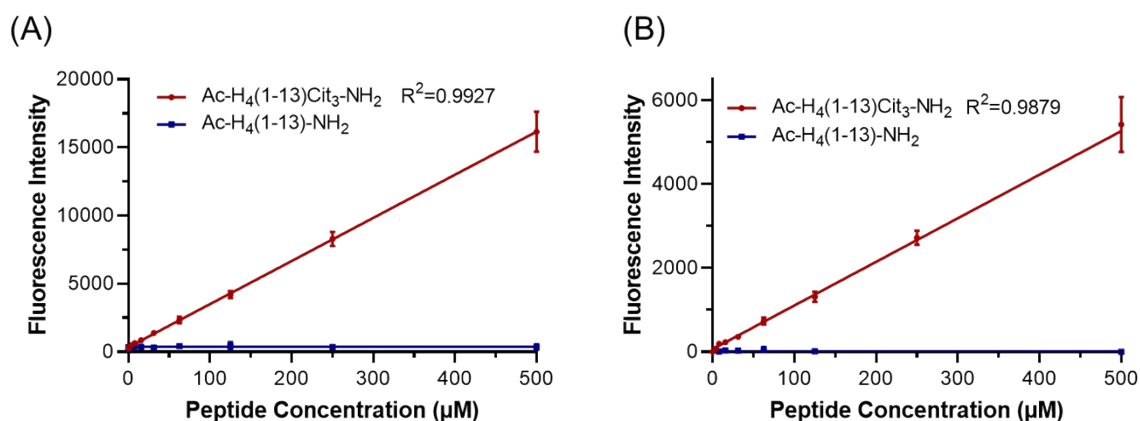 (A)
20000
15000
10000
5000
0
Fluorescence Intensity
Ac-H₄(1-13)Cit₃-NH₂ R²=0.9927
Ac-H₄(1-13)-NH₂
0 100 200 300 400 500
Peptide Concentration (µM)
(B)
6000
4000
2000
0
Fluorescence Intensity
Ac-H₄(1-13)Cit₃-NH₂ R²=0.9879
Ac-H₄(1-13)-NH₂
0 100 200 300 400 500
Peptide Concentration (µM)